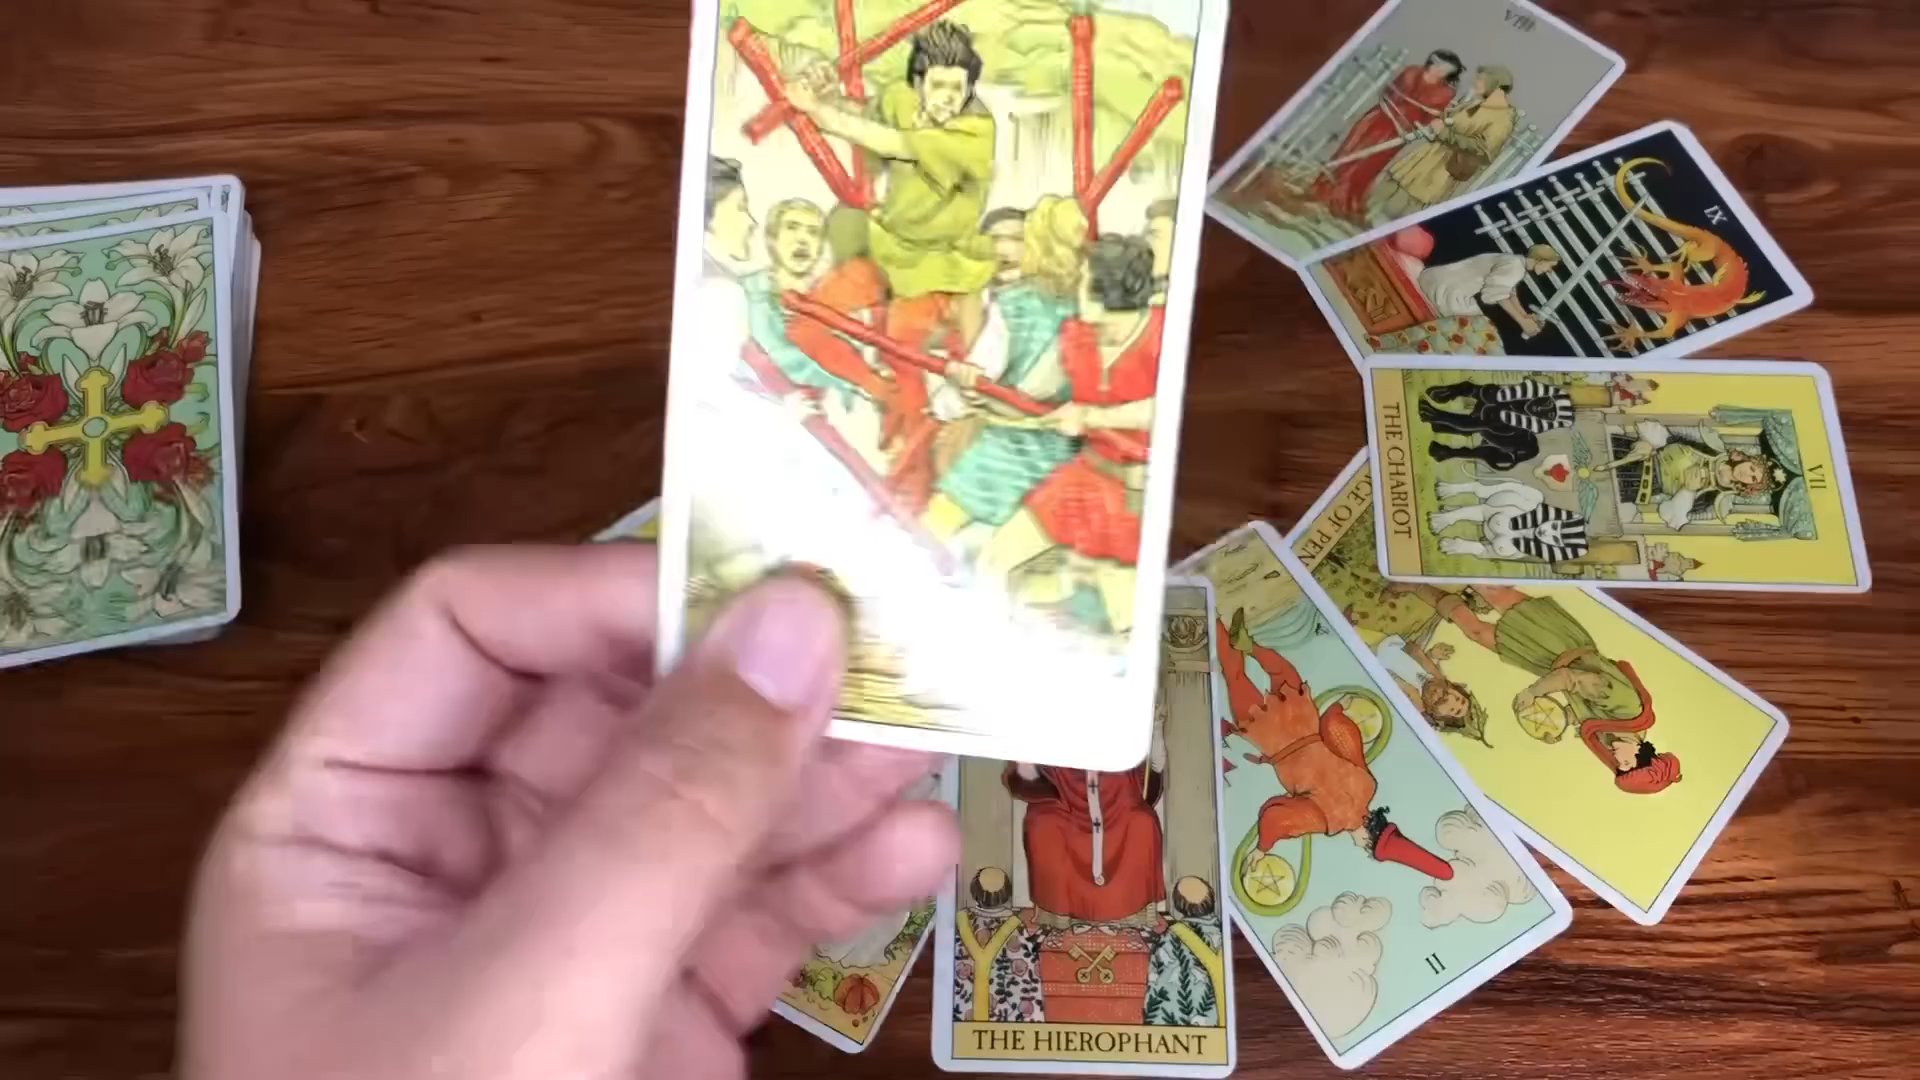 VIII
IX
VII
THE CHARIOT
CE OF PEN
II
THE HIEROPHANT